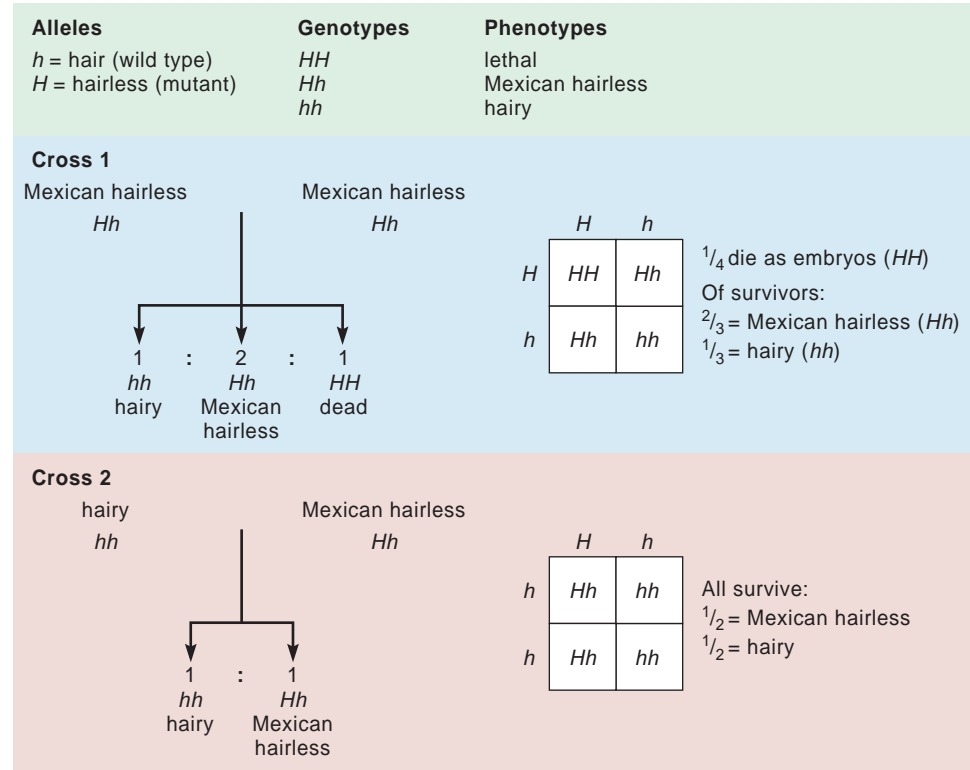 Alleles Genotypes Phenotypes
h = hair (wild type) HH lethal
H = hairless (mutant) Hh Mexican hairless
hh hairy
Cross 1
Mexican hairless Mexican hairless
Hh Hh
1 : 2 : 1
hh Hh HH
hairy Mexican dead
hairless
H h
H HH Hh
h Hh hh
1/4 die as embryos (HH)
Of survivors:
2/3 = Mexican hairless (Hh)
1/3 = hairy (hh)
Cross 2
hairy Mexican hairless
hh Hh
1 : 1
hh Hh
hairy Mexican
hairless
H h
h Hh hh
h Hh hh
All survive:
1/2 = Mexican hairless
1/2 = hairy